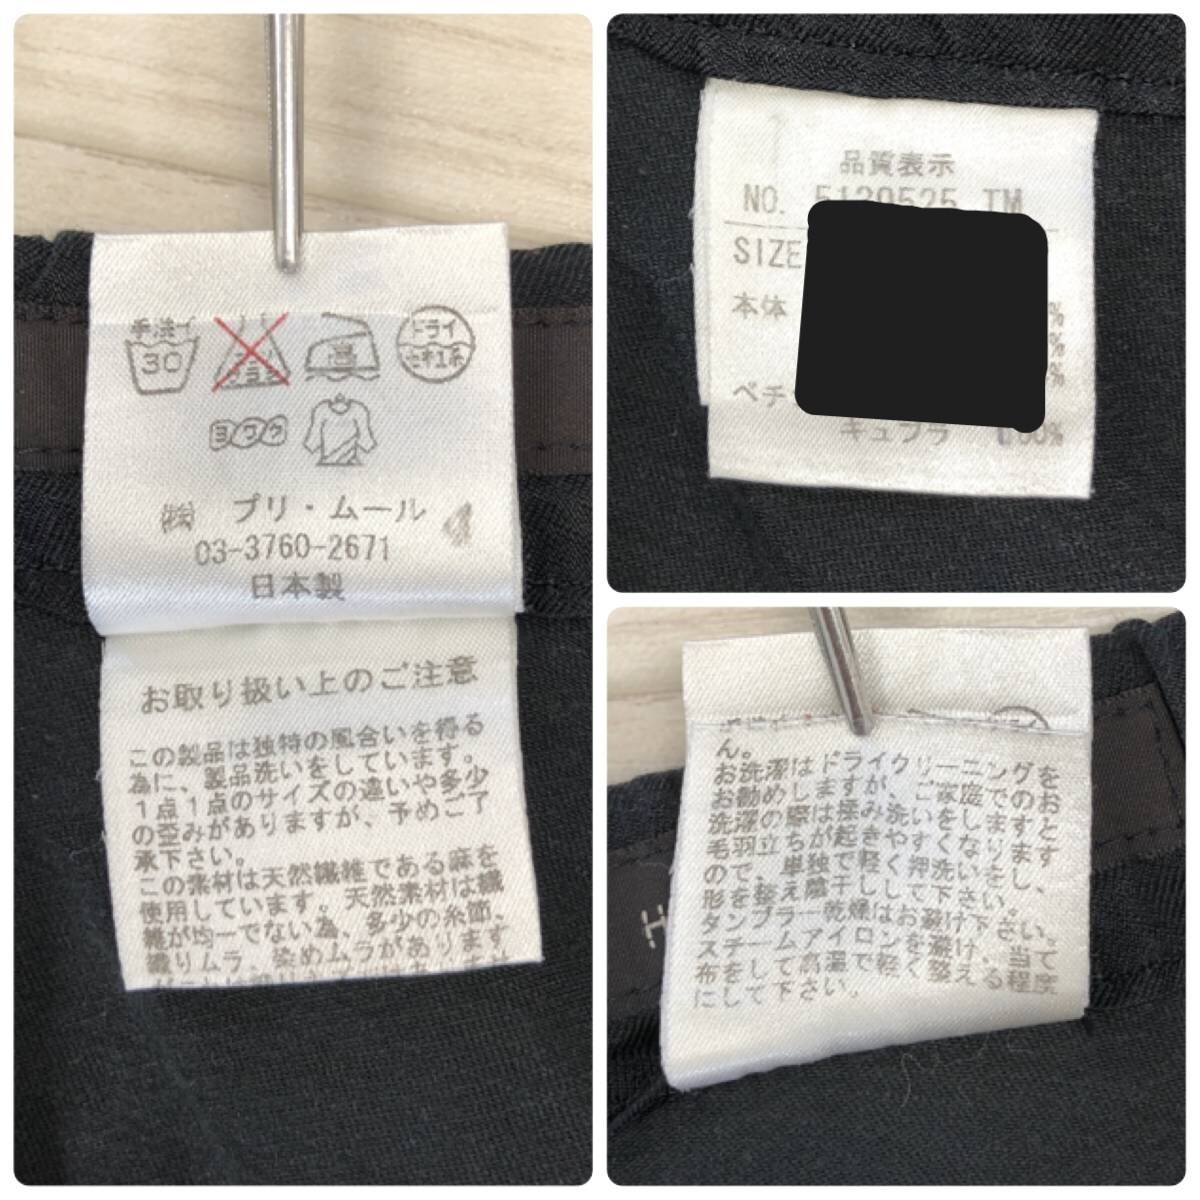 手洗イ
30
ドライ
ヨワク
㈱ プリ・ムール
03-3760-2671
日本製
お取り扱い上のご注意
この製品は独特の風合いを得る
為に、製品洗いをしています。
1点1点のサイズの違いや多少
の歪みがありますが、予めご了
承下さい。
この素材は天然繊維である麻を
使用しています。天然素材は繊
維が均一でない為、多少の糸節、
織りムラ、染めムラがあります
品質表示
NO. 5120525 TM
SIZE
本体
%
%
%
ペチ
キュプラ 100%
ん。
お洗濯はドライクリーニングを
お勧めしますが、ご家庭でのお
洗濯の際は揉み洗いをしますと
毛羽立ちが起きやすくなります
ので、単独で軽く押し洗いをし、
形を整え陰干しして下さい。
タンブラー乾燥はお避け下さい。
スチームアイロンを避け、当て
布をして高温で軽く整える程度
にして下さい。